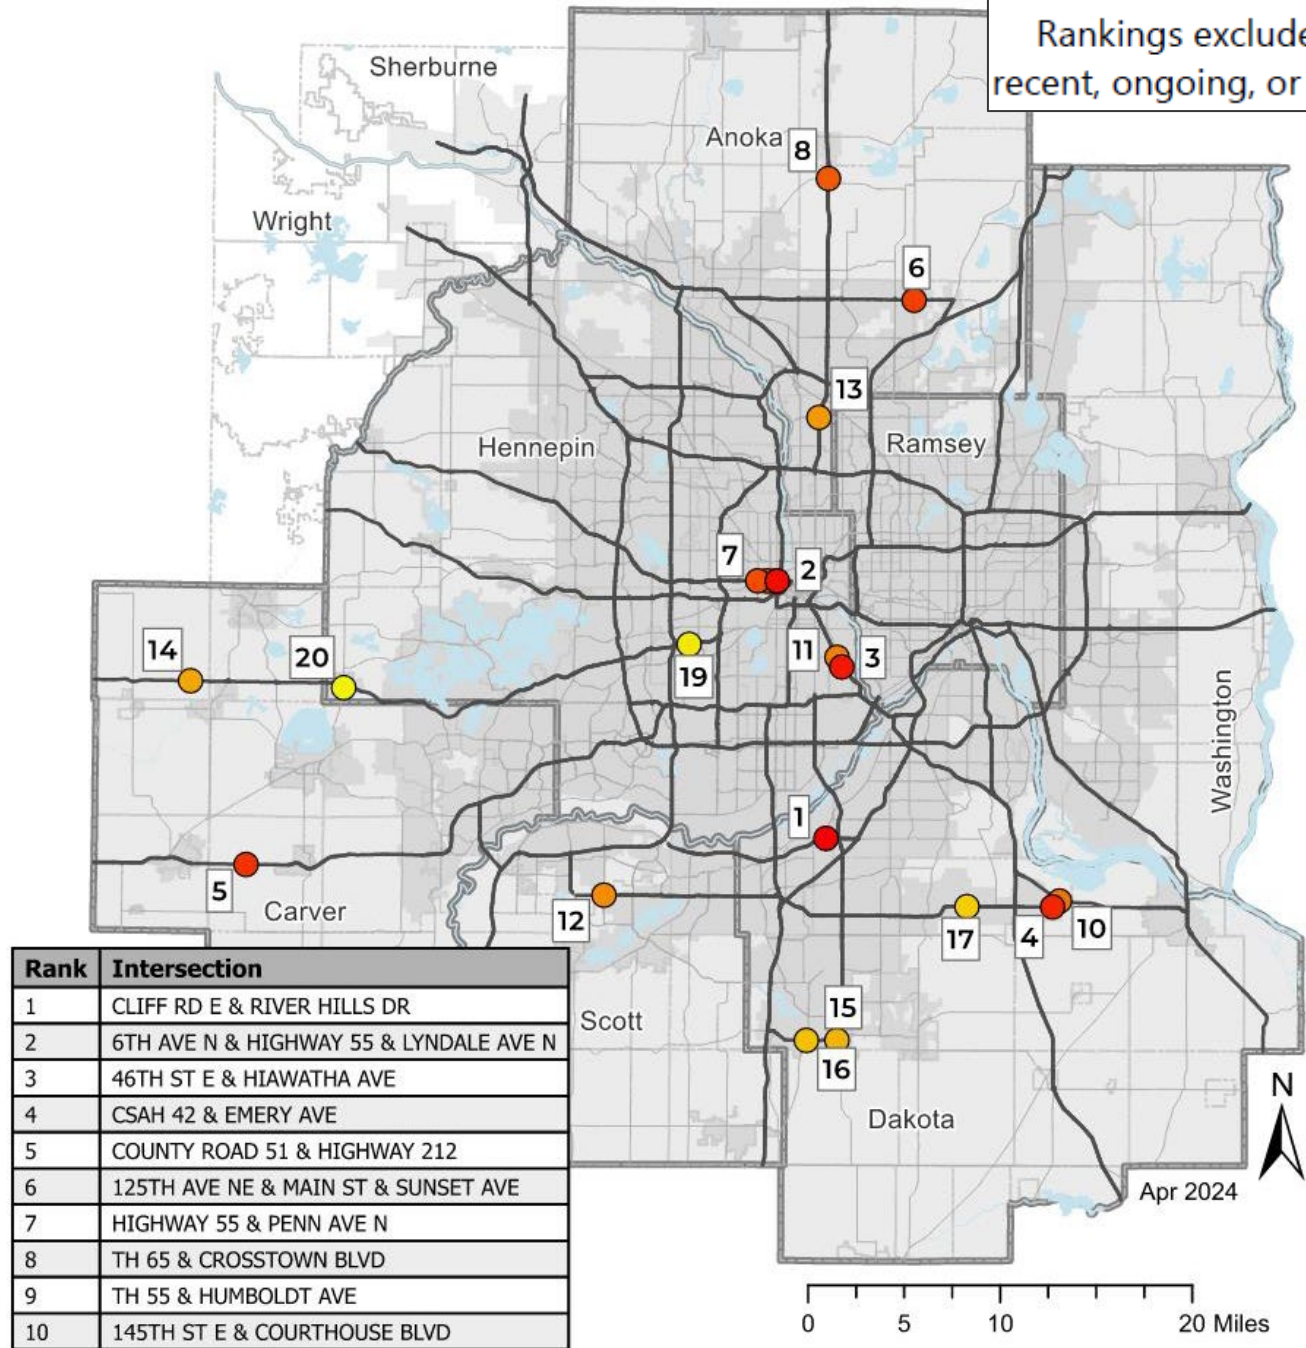 Rankings exclude
recent, ongoing, or
Sherburne
Anoka
8
Wright
6
13
Hennepin
Ramsey
7
2
14
20
11
3
19
Washington
1
5
Carver
12
17
4
10
Scott
15
16
Dakota
N
Apr 2024
0 5 10 20 Miles
Rank Intersection
1 CLIFF RD E & RIVER HILLS DR
2 6TH AVE N & HIGHWAY 55 & LYNDALE AVE N
3 46TH ST E & HIAWATHA AVE
4 CSAH 42 & EMERY AVE
5 COUNTY ROAD 51 & HIGHWAY 212
6 125TH AVE NE & MAIN ST & SUNSET AVE
7 HIGHWAY 55 & PENN AVE N
8 TH 65 & CROSSTOWN BLVD
9 TH 55 & HUMBOLDT AVE
10 145TH ST E & COURTHOUSE BLVD